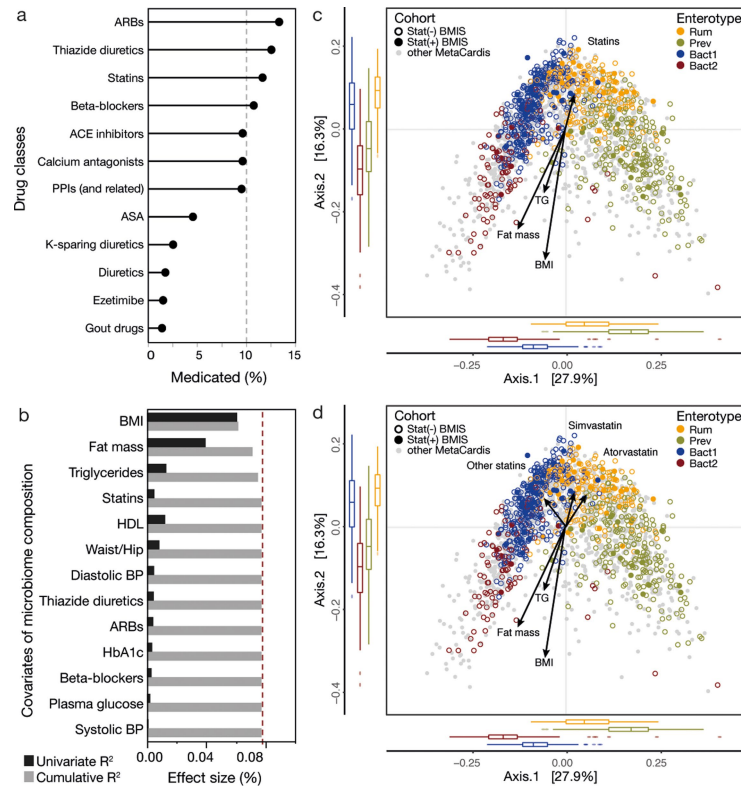 a
Drug classes
ARBs
Thiazide diuretics
Statins
Beta-blockers
ACE inhibitors
Calcium antagonists
PPIs (and related)
ASA
K-sparing diuretics
Diuretics
Ezetimibe
Gout drugs
0 5 10 15
Medicated (%)
b
Covariates of microbiome composition
BMI
Fat mass
Triglycerides
Statins
HDL
Waist/Hip
Diastolic BP
Thiazide diuretics
ARBs
HbA1c
Beta-blockers
Plasma glucose
Systolic BP
0.00 0.04 0.08
Effect size (%)
Univariate R²
Cumulative R²
c
Axis.2 [16.3%]
0.2
0.0
−0.2
−0.4
Cohort
Stat(-) BMIS
Stat(+) BMIS
other MetaCardis
Statins
Enterotype
Rum
Prev
Bact1
Bact2
TG
Fat mass
BMI
−0.25 0.00 0.25
Axis.1 [27.9%]
d
Axis.2 [16.3%]
0.2
0.0
−0.2
−0.4
Cohort
Stat(-) BMIS
Stat(+) BMIS
other MetaCardis
Simvastatin
Atorvastatin
Other statins
Enterotype
Rum
Prev
Bact1
Bact2
TG
Fat mass
BMI
−0.25 0.00 0.25
Axis.1 [27.9%]